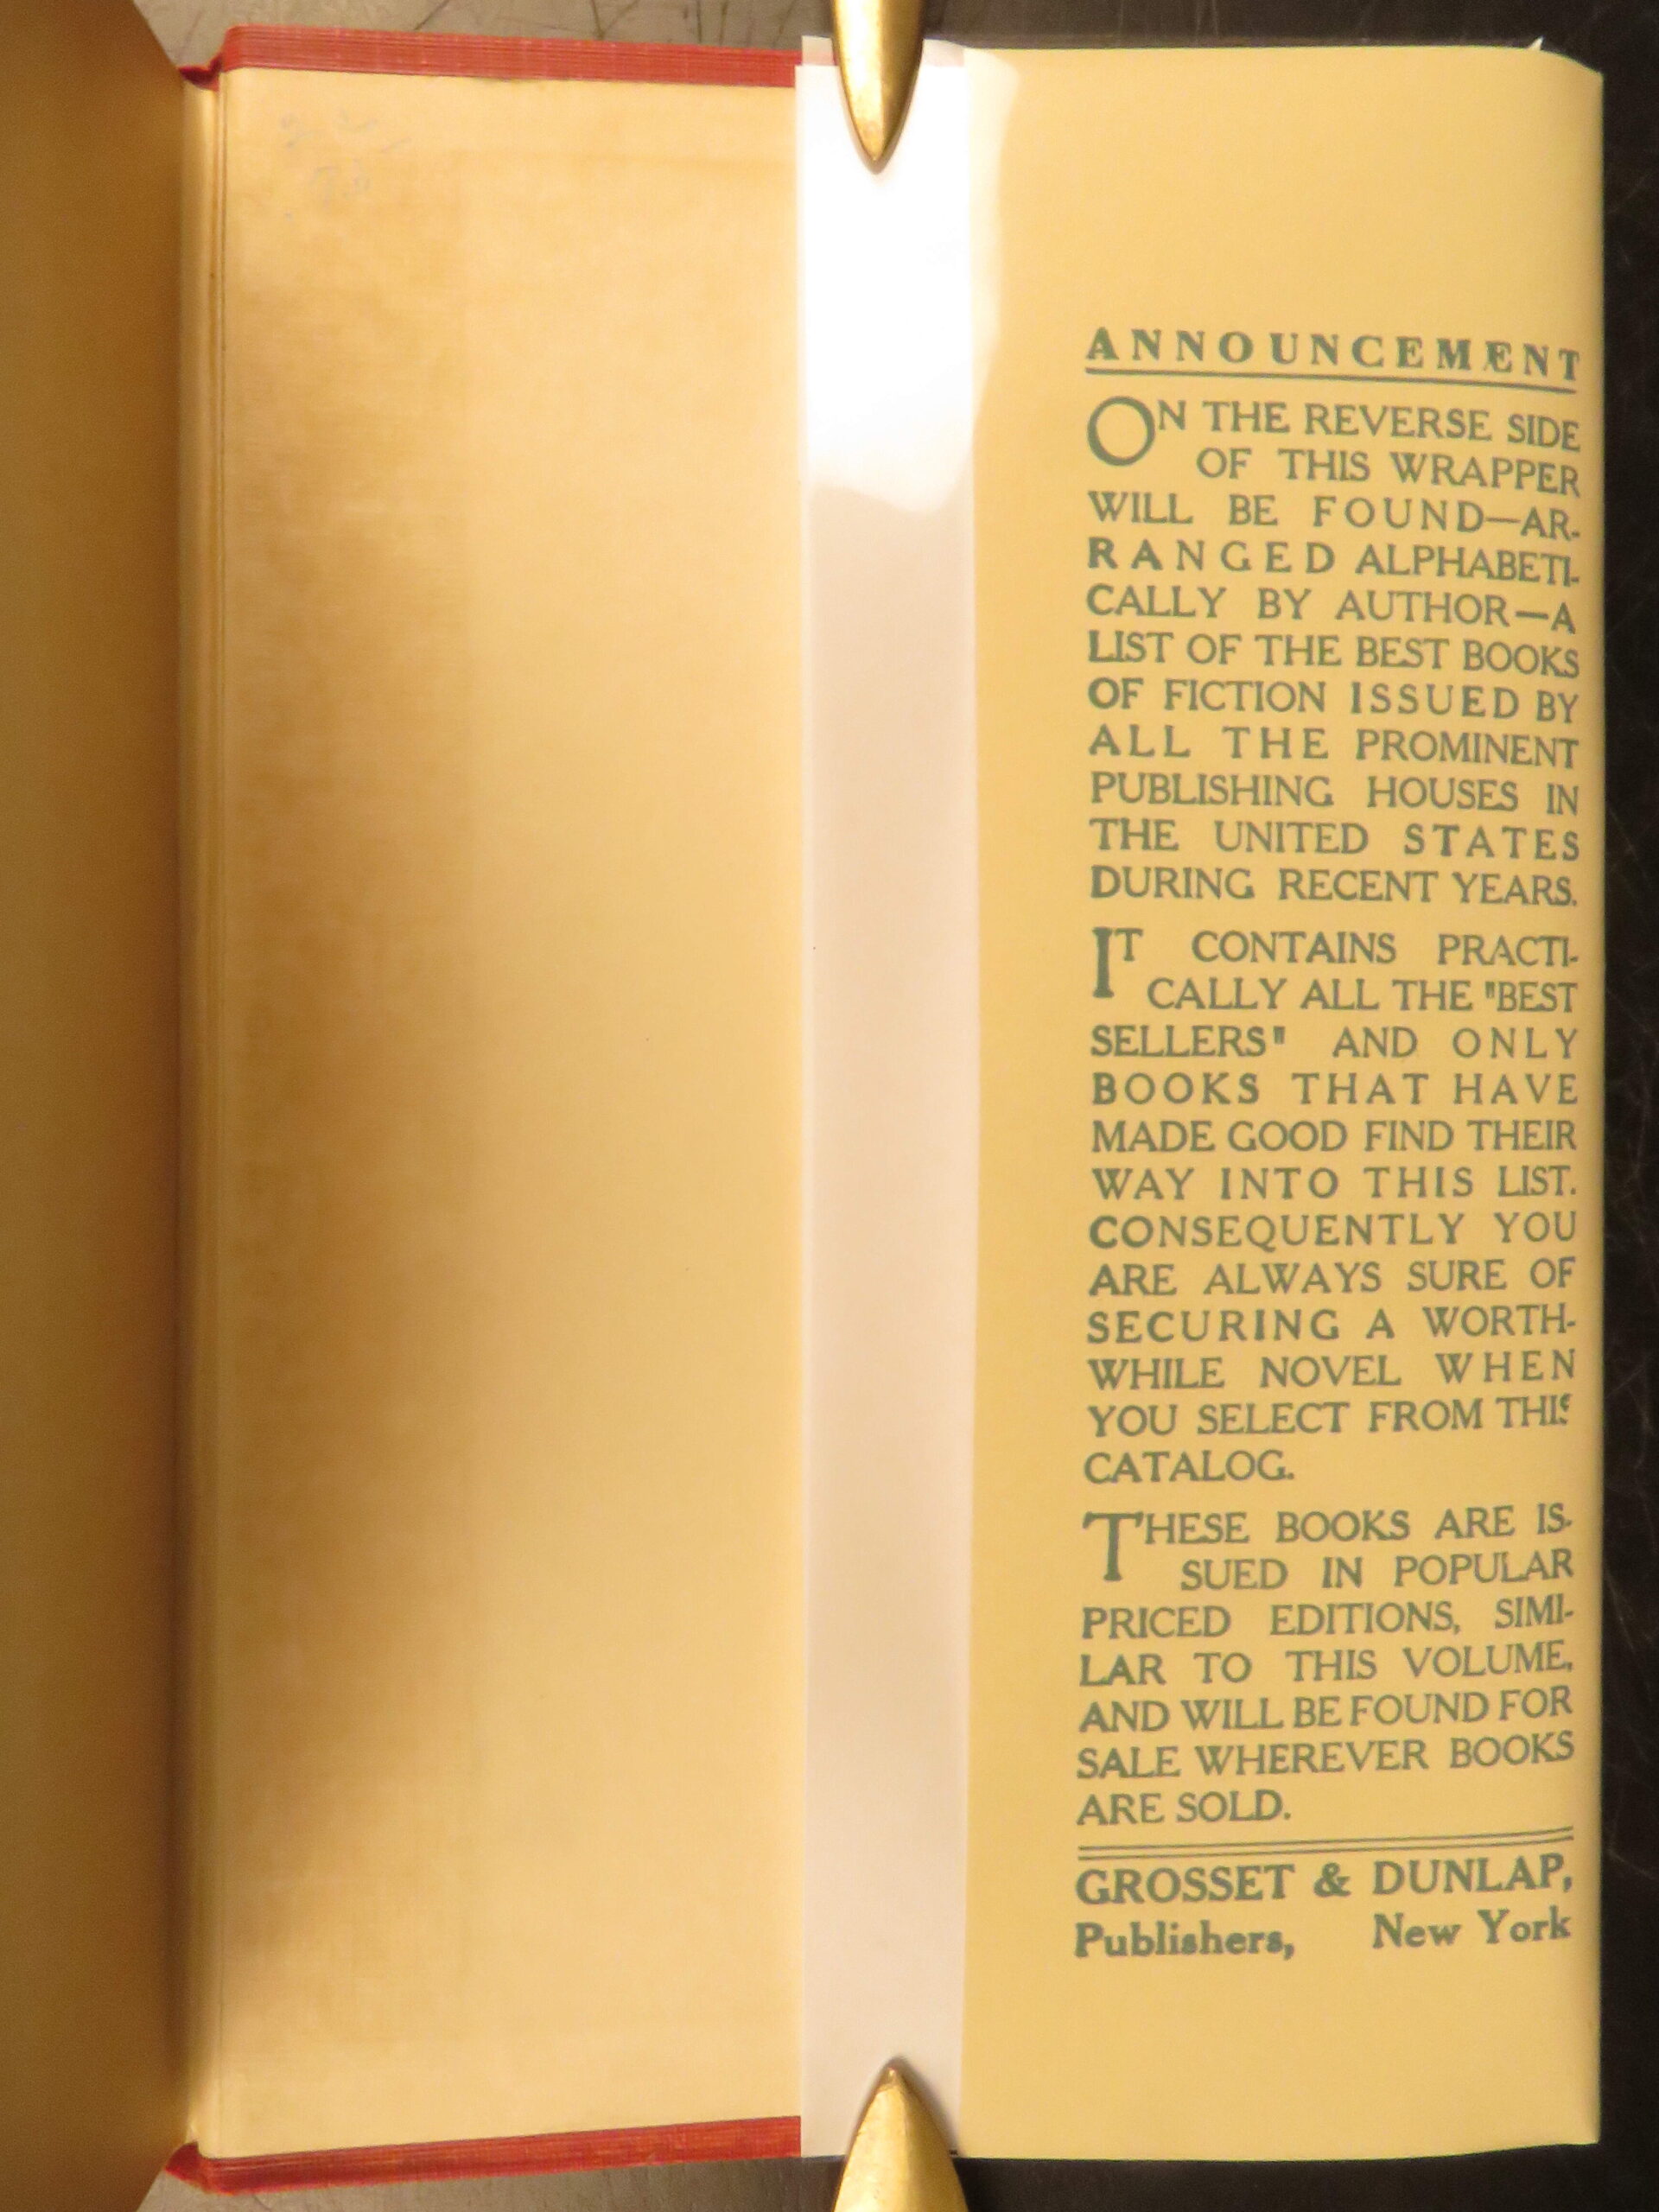 ANNOUNCEMENT
ON THE REVERSE SIDE
OF THIS WRAPPER
WILL BE FOUND—AR-
RANGED ALPHABETI-
CALLY BY AUTHOR—A
LIST OF THE BEST BOOKS
OF FICTION ISSUED BY
ALL THE PROMINENT
PUBLISHING HOUSES IN
THE UNITED STATES
DURING RECENT YEARS.
IT CONTAINS PRACTI-
CALLY ALL THE "BEST
SELLERS" AND ONLY
BOOKS THAT HAVE
MADE GOOD FIND THEIR
WAY INTO THIS LIST.
CONSEQUENTLY YOU
ARE ALWAYS SURE OF
SECURING A WORTH-
WHILE NOVEL WHEN
YOU SELECT FROM THIS
CATALOG.
THESE BOOKS ARE IS-
SUED IN POPULAR
PRICED EDITIONS, SIMI-
LAR TO THIS VOLUME,
AND WILL BE FOUND FOR
SALE WHEREVER BOOKS
ARE SOLD.
GROSSET & DUNLAP,
Publishers, New York